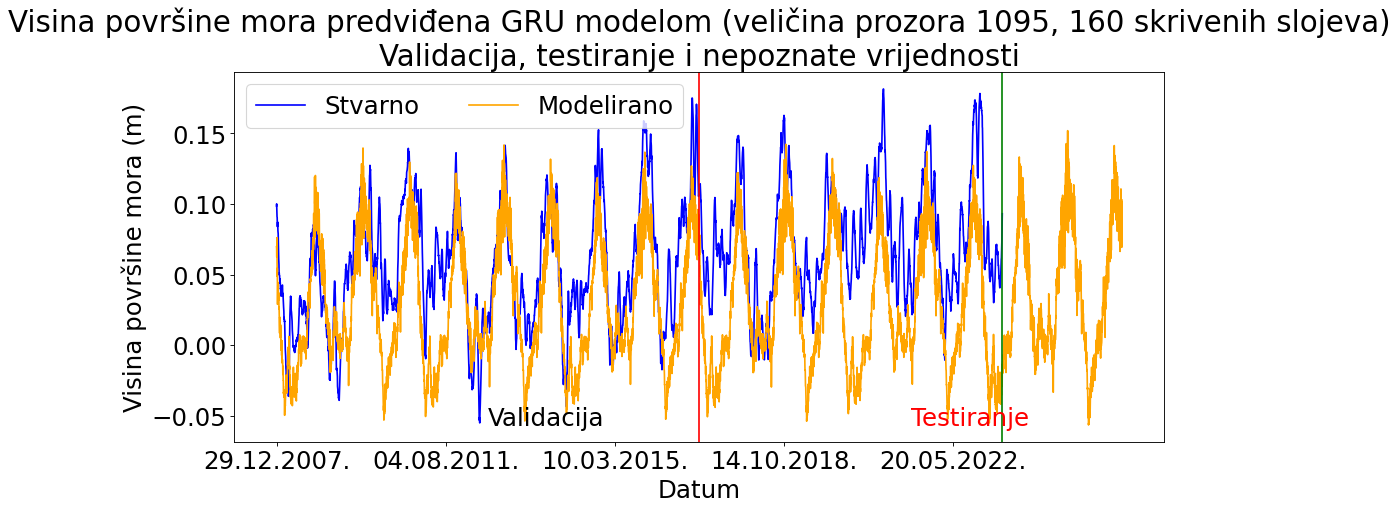 Visina površine mora predviđena GRU modelom (veličina prozora 1095, 160 skrivenih slojeva)
Validacija, testiranje i nepoznate vrijednosti
Stvarno
Modelirano
Visina površine mora (m)
0.15
0.10
0.05
0.00
−0.05
Validacija
Testiranje
29.12.2007.
04.08.2011.
10.03.2015.
14.10.2018.
20.05.2022.
Datum